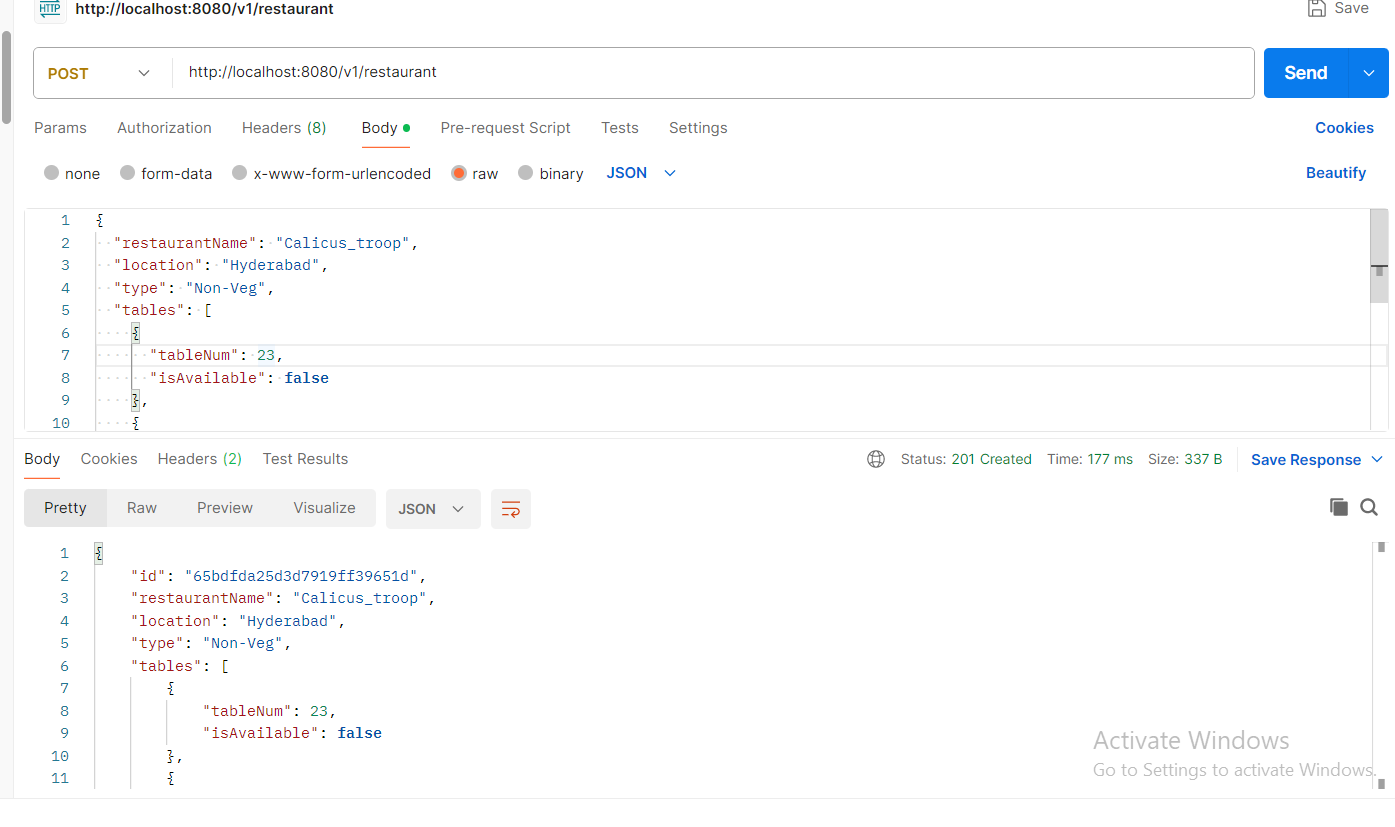 HTTP http://localhost:8080/v1/restaurant Save
POST http://localhost:8080/v1/restaurant Send
Params Authorization Headers (8) Body Pre-request Script Tests Settings Cookies
none form-data x-www-form-urlencoded raw binary JSON Beautify
1 {
2 "restaurantName": "Calicus_troop",
3 "location": "Hyderabad",
4 "type": "Non-Veg",
5 "tables": [
6 {
7 "tableNum": 23,
8 "isAvailable": false
9 },
10 {
Body Cookies Headers (2) Test Results Status: 201 Created Time: 177 ms Size: 337 B Save Response
Pretty Raw Preview Visualize JSON
1 {
2 "id": "65bdfda25d3d7919ff39651d",
3 "restaurantName": "Calicus_troop",
4 "location": "Hyderabad",
5 "type": "Non-Veg",
6 "tables": [
7 {
8 "tableNum": 23,
9 "isAvailable": false
10 },
11 {
Activate Windows
Go to Settings to activate Windows.